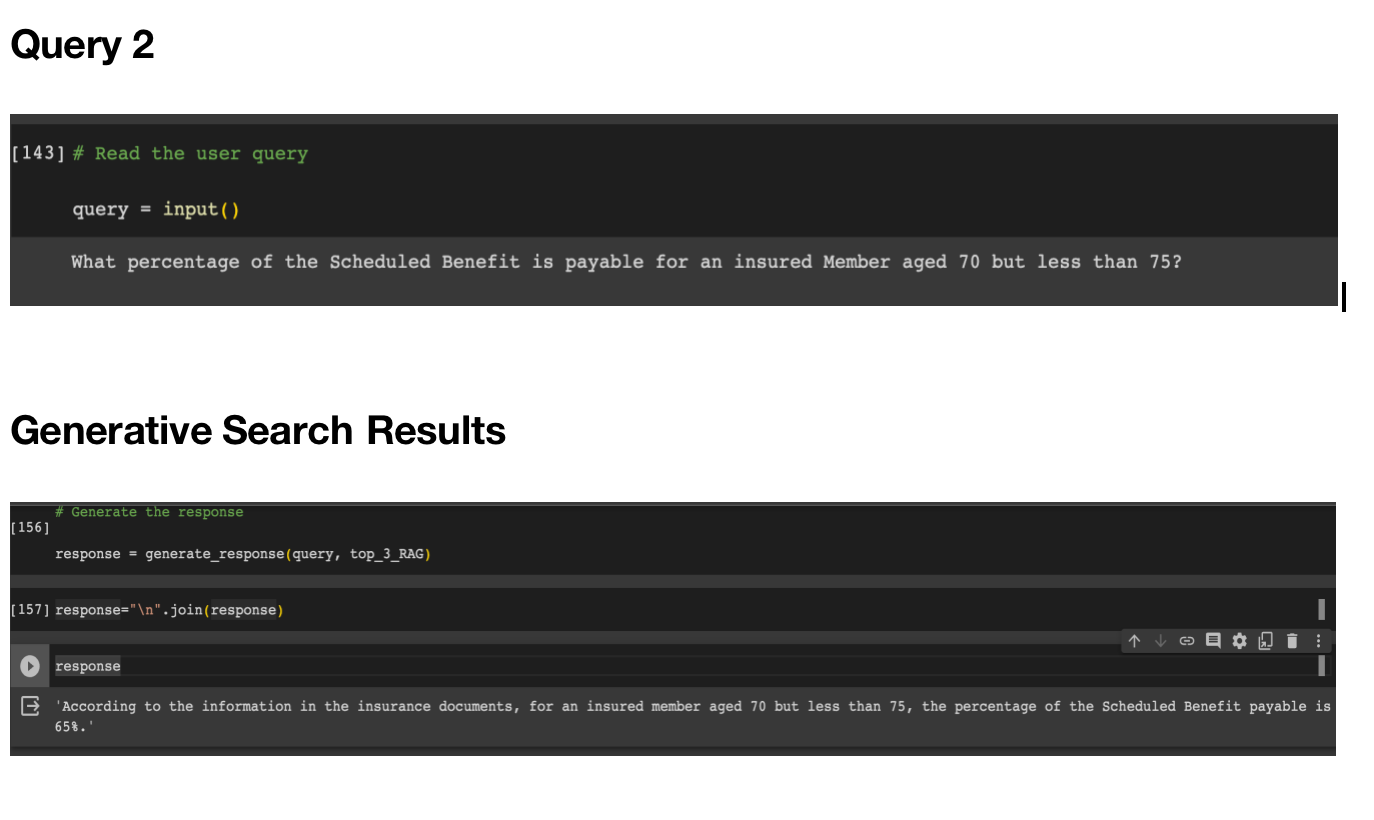 Query 2
[143] # Read the user query
query = input()
What percentage of the Scheduled Benefit is payable for an insured Member aged 70 but less than 75?
Generative Search Results
# Generate the response
[156]
response = generate_response(query, top_3_RAG)
[157] response="\n".join(response)
response
'According to the information in the insurance documents, for an insured member aged 70 but less than 75, the percentage of the Scheduled Benefit payable is
65%.'